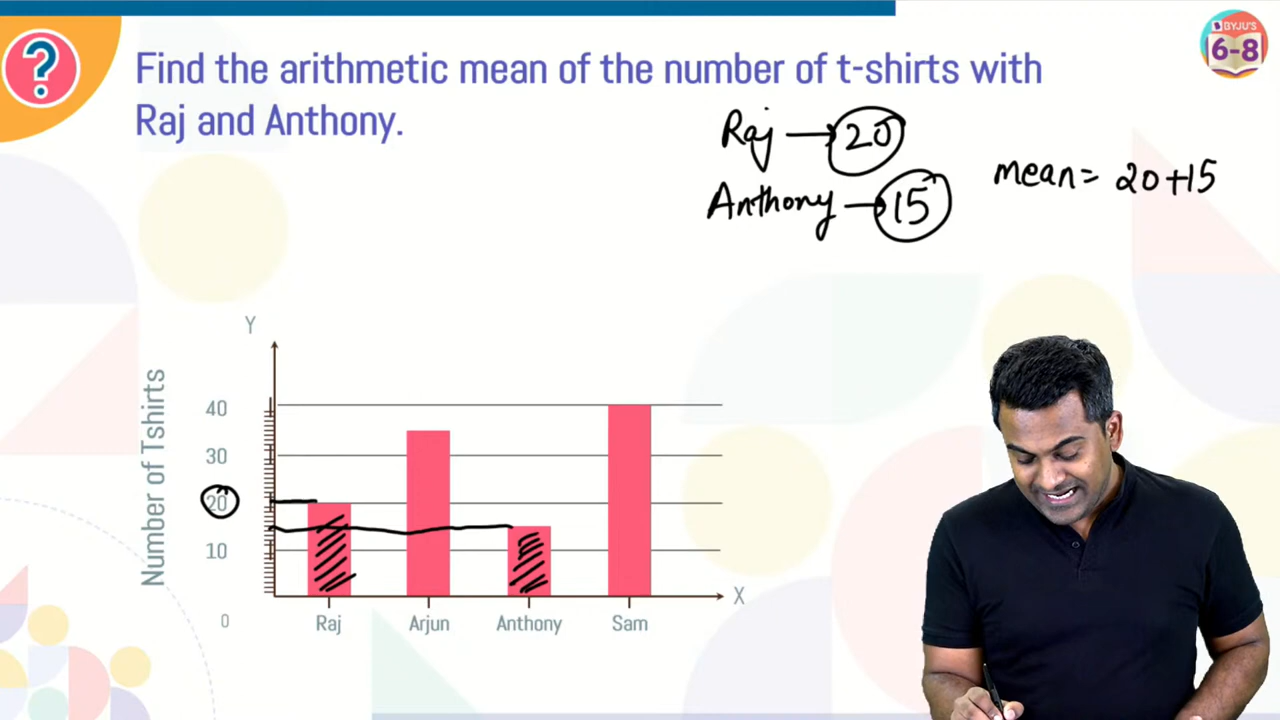 ?
BYJU'S
6-8
Find the arithmetic mean of the number of t-shirts with
Raj and Anthony.
Raj → 20
Anthony → 15
mean = 20+15
Y
Number of Tshirts
40
30
20
10
0
X
Raj Arjun Anthony Sam